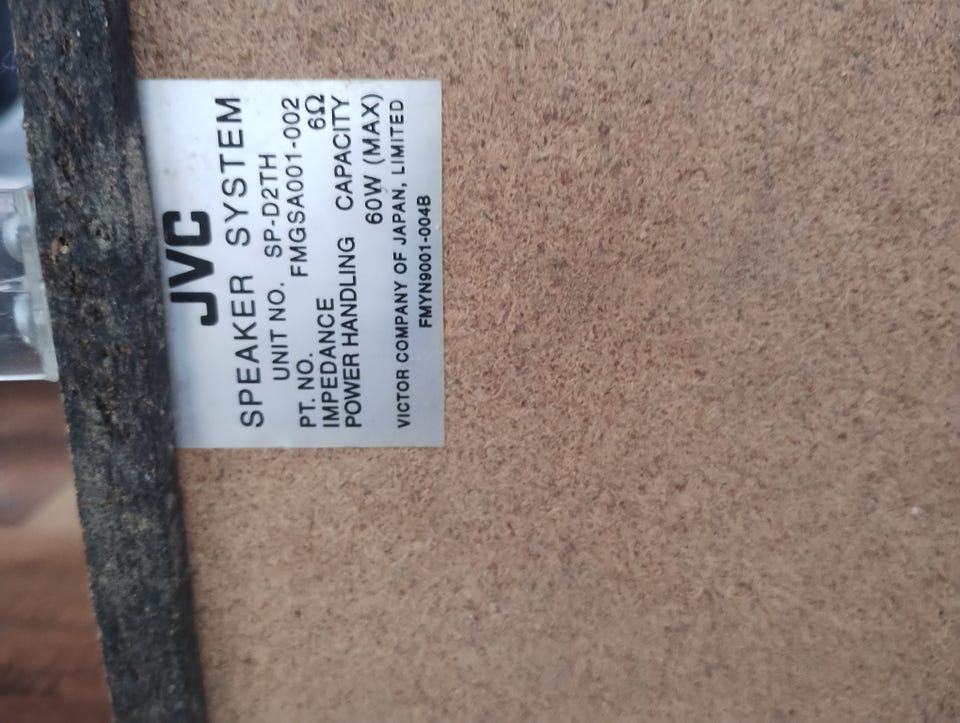 JVC
SPEAKER SYSTEM
UNIT NO. SP-D2TH
PT. NO. FMGSA001-002
IMPEDANCE 6Ω
POWER HANDLING CAPACITY
60W (MAX)
VICTOR COMPANY OF JAPAN, LIMITED
FMYN9001-004B